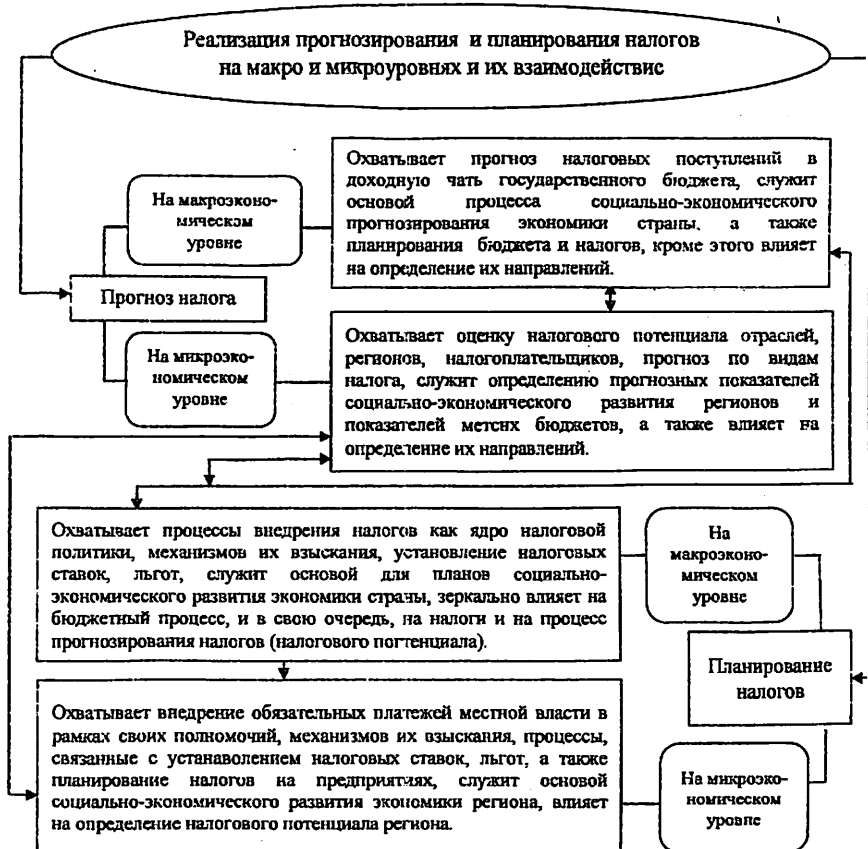 Реализация прогнозирования и планирования налогов
на макро и микроуровнях и их взаимодействие
Охватывает прогноз налоговых поступлений в
доходную чать государственного бюджета, служит
основой процесса социально-экономического
прогнозирования экономики страны, а также
планирования бюджета и налогов, кроме этого влияет
на определение их направлений.
На макроэконо-
мическом
уровне
Прогноз налога
На микроэко-
номическом
уровне
Охватывает оценку налогового потенциала отраслей,
регионов, налогоплательщиков, прогноз по видам
налога, служит определению прогнозных показателей
социально-экономического развития регионов и
показателей метснх бюджетов, а также влияет на
определение их направлений.
Охватывает процессы внедрения налогов как ядро налоговой
политики, механизмов их взыскания, установление налоговых
ставок, льгот, служит основой для планов социально-
экономического развития экономики страны, зеркально влияет на
бюджетный процесс, и в свою очередь, на налоги и на процесс
прогнозирования налогов (налогового погтенциала).
На
макроэконо-
мическом
уровне
Планирование
налогов
Охватывает внедрение обязательных платежей местной власти в
рамках своих полномочий, механизмов их взыскания, процессы,
связанные с устанаволением налоговых ставок, льгот, а также
планирование налогов на предприятиях, служит основой
социально-экономического развития экономики региона, влияет
на определение налогового потенциала региона.
На микроэко-
номическом
уровне